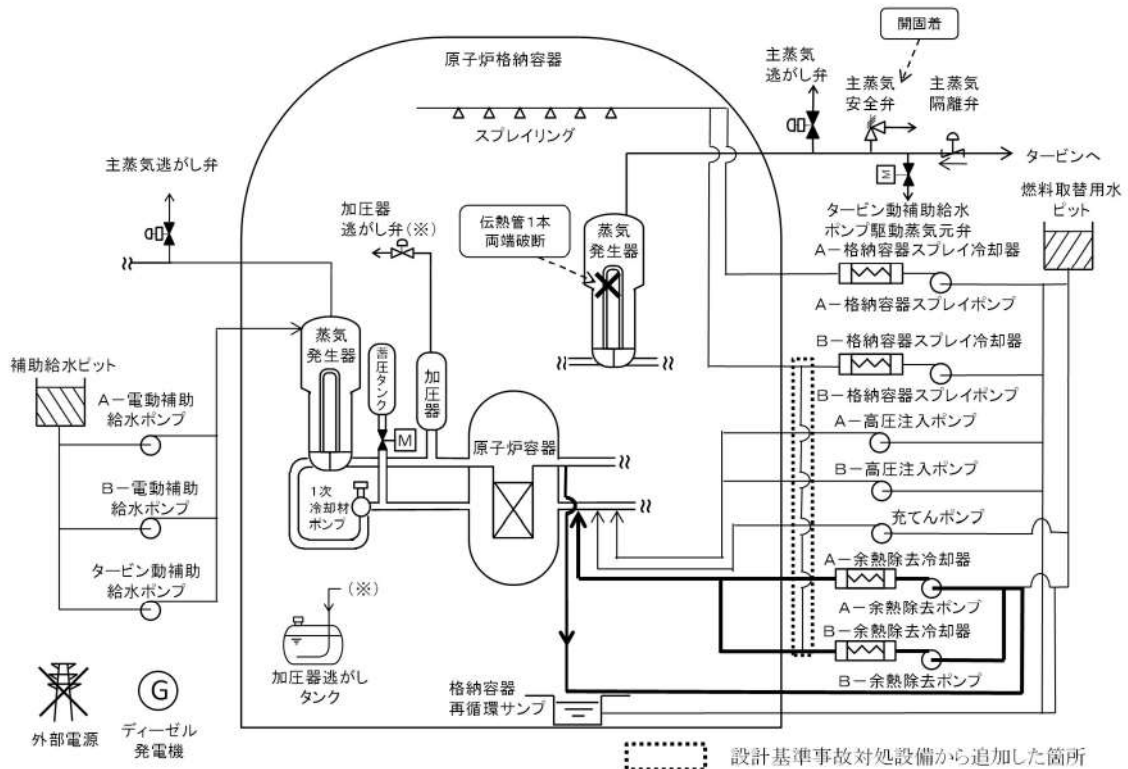 開固着
原子炉格納容器
主蒸気
逃がし弁
主蒸気
安全弁
主蒸気
隔離弁
スプレイリング
タービンへ
主蒸気逃がし弁
加圧器
逃がし弁(※)
伝熱管1本
両端破断
蒸気
発生器
M
タービン動補助給水
ポンプ駆動蒸気元弁
燃料取替用水
ピット
A-格納容器スプレイ冷却器
A-格納容器スプレイポンプ
蒸気
発生器
蓄圧タンク
加圧器
M
B-格納容器スプレイ冷却器
B-格納容器スプレイポンプ
補助給水ピット
A-電動補助
給水ポンプ
原子炉容器
A-高圧注入ポンプ
B-電動補助
給水ポンプ
1次
冷却材
ポンプ
B-高圧注入ポンプ
充てんポンプ
タービン動補助
給水ポンプ
(※)
加圧器逃がし
タンク
A-余熱除去冷却器
A-余熱除去ポンプ
B-余熱除去冷却器
B-余熱除去ポンプ
格納容器
再循環サンプ
外部電源
G
ディーゼル
発電機
設計基準事故対処設備から追加した箇所